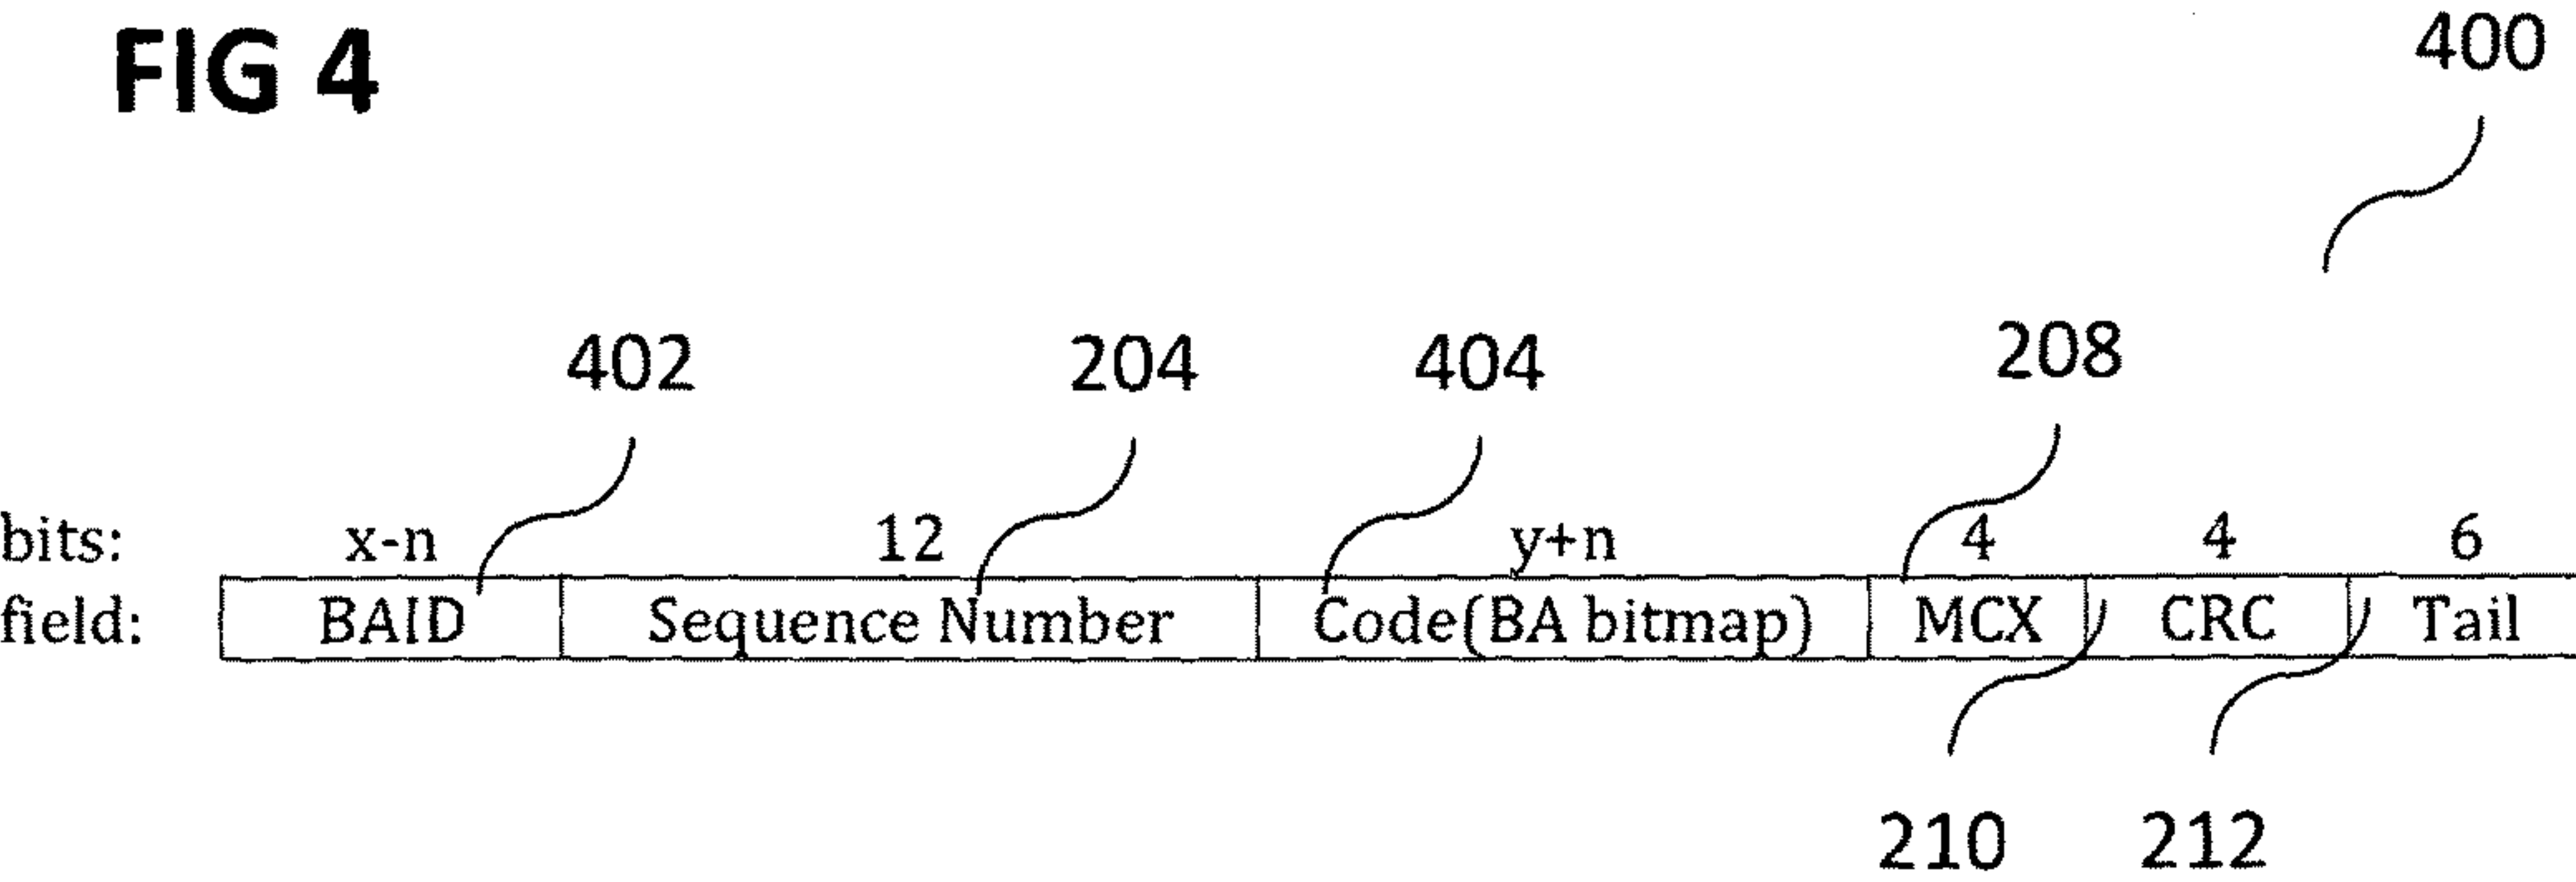 FIG 4
400
402 204 404 208
bits: x-n 12 y+n 4 4 6
field: BAID Sequence Number Code(BA bitmap) MCX CRC Tail
210 212